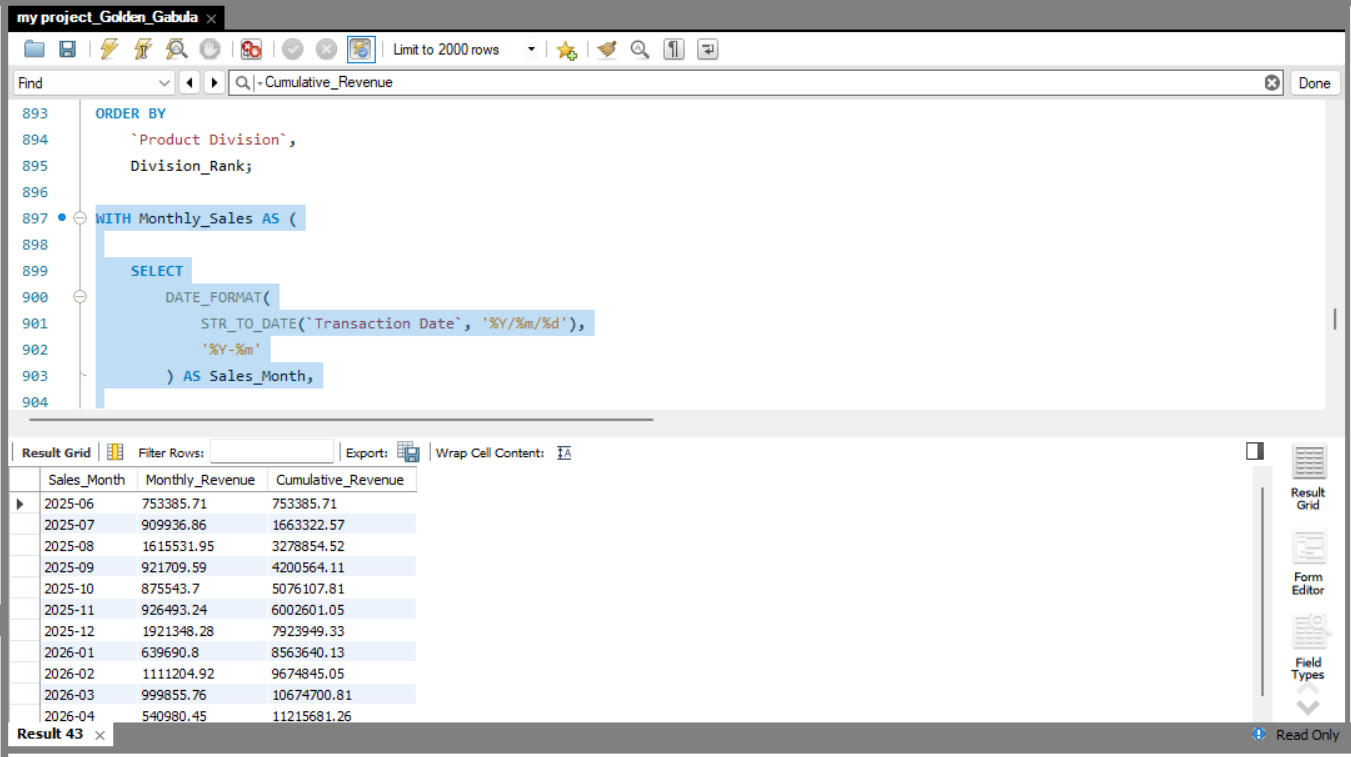 my project_Golden_Gabula ×
Limit to 2000 rows
Find Cumulative_Revenue Done
893 ORDER BY
894 `Product Division`,
895 Division_Rank;
896
897 WITH Monthly_Sales AS (
898
899 SELECT
900 DATE_FORMAT(
901 STR_TO_DATE(`Transaction Date`, '%Y/%m/%d'),
902 '%Y-%m'
903 ) AS Sales_Month,
904
Result Grid Filter Rows: Export: Wrap Cell Content:
Sales_Month Monthly_Revenue Cumulative_Revenue
2025-06 753385.71 753385.71
2025-07 909936.86 1663322.57
2025-08 1615531.95 3278854.52
2025-09 921709.59 4200564.11
2025-10 875543.7 5076107.81
2025-11 926493.24 6002601.05
2025-12 1921348.28 7923949.33
2026-01 639690.8 8563640.13
2026-02 1111204.92 9674845.05
2026-03 999855.76 10674700.81
2026-04 540980.45 11215681.26
Result
Grid
Form
Editor
Field
Types
Result 43 × Read Only